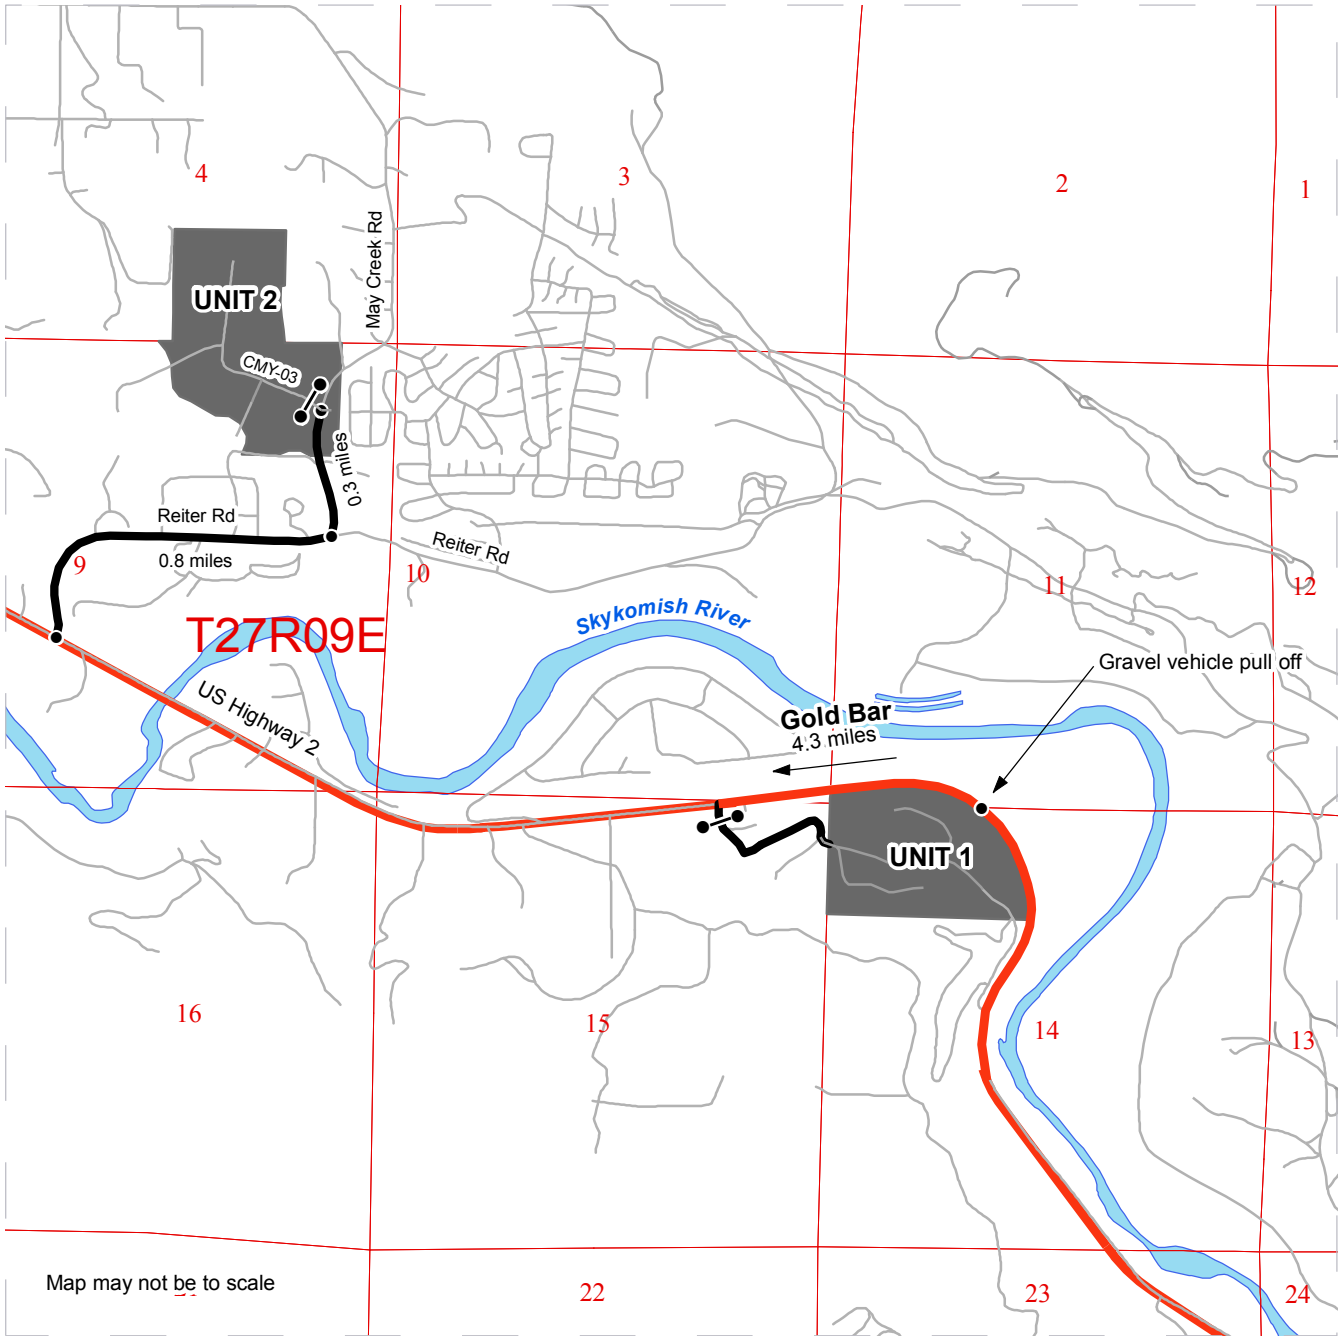 4
3
2
1
May Creek Rd
UNIT 2
CMY-03
0.3 miles
Reiter Rd
0.8 miles
Reiter Rd
9
10
11
12
T27R09E
Skykomish River
Gravel vehicle pull off
US Highway 2
Gold Bar
4.3 miles
UNIT 1
16
15
14
13
Map may not be to scale
22
23
24